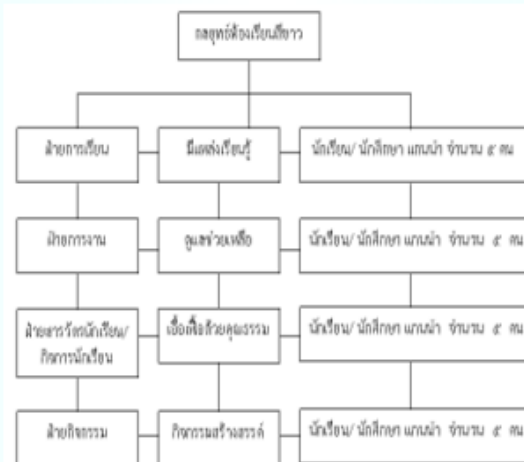 กลยุทธ์ห้องเรียนสีขาว
ฝ่ายการเรียน
มีแหล่งเรียนรู้
นักเรียน/ นักศึกษา แกนนำ จำนวน ๕ คน
ฝ่ายการงาน
ดูแลช่วยเหลือ
นักเรียน/ นักศึกษา แกนนำ จำนวน ๕ คน
ฝ่ายสารวัตรนักเรียน/
กิจการนักเรียน
เอื้อเฟื้อด้วยคุณธรรม
นักเรียน/ นักศึกษา แกนนำ จำนวน ๕ คน
ฝ่ายกิจกรรม
กิจกรรมสร้างสรรค์
นักเรียน/ นักศึกษา แกนนำ จำนวน ๕ คน